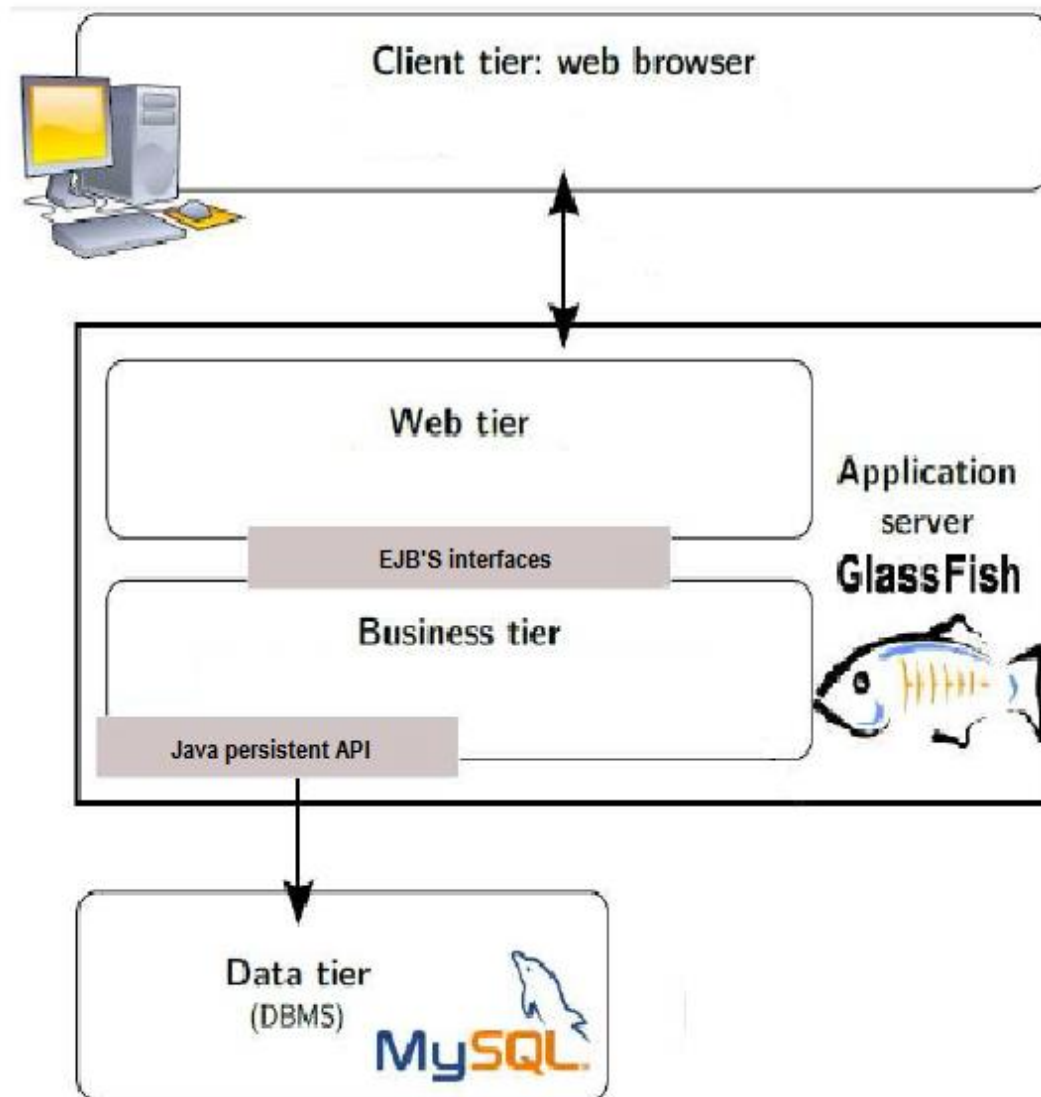 Client tier: web browser
Web tier
Application
server
GlassFish
EJB'S interfaces
Business tier
Java persistent API
Data tier
(DBMS)
MySQL